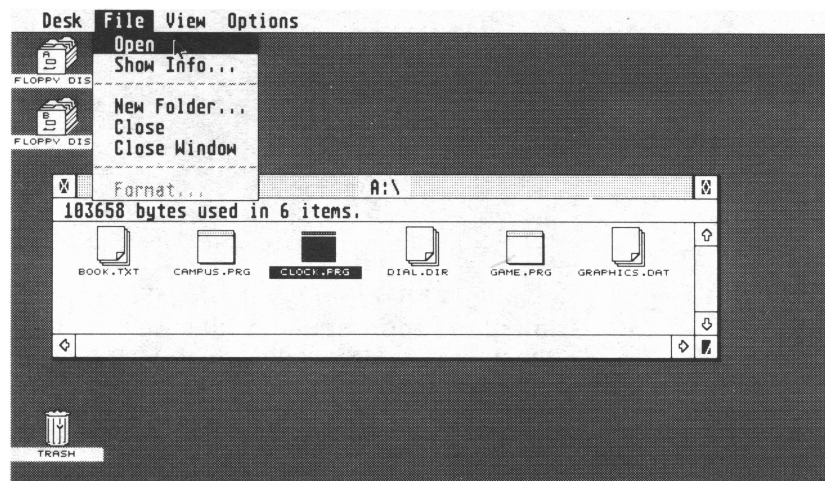 Desk File View Options
Open
Show Info...
New Folder...
Close
Close Window
Format...
A
FLOPPY DIS
B
FLOPPY DIS
A:\
103658 bytes used in 6 items.
BOOK.TXT CAMPUS.PRG CLOCK.PRG DIAL.DIR GAME.PRG GRAPHICS.DAT
TRASH